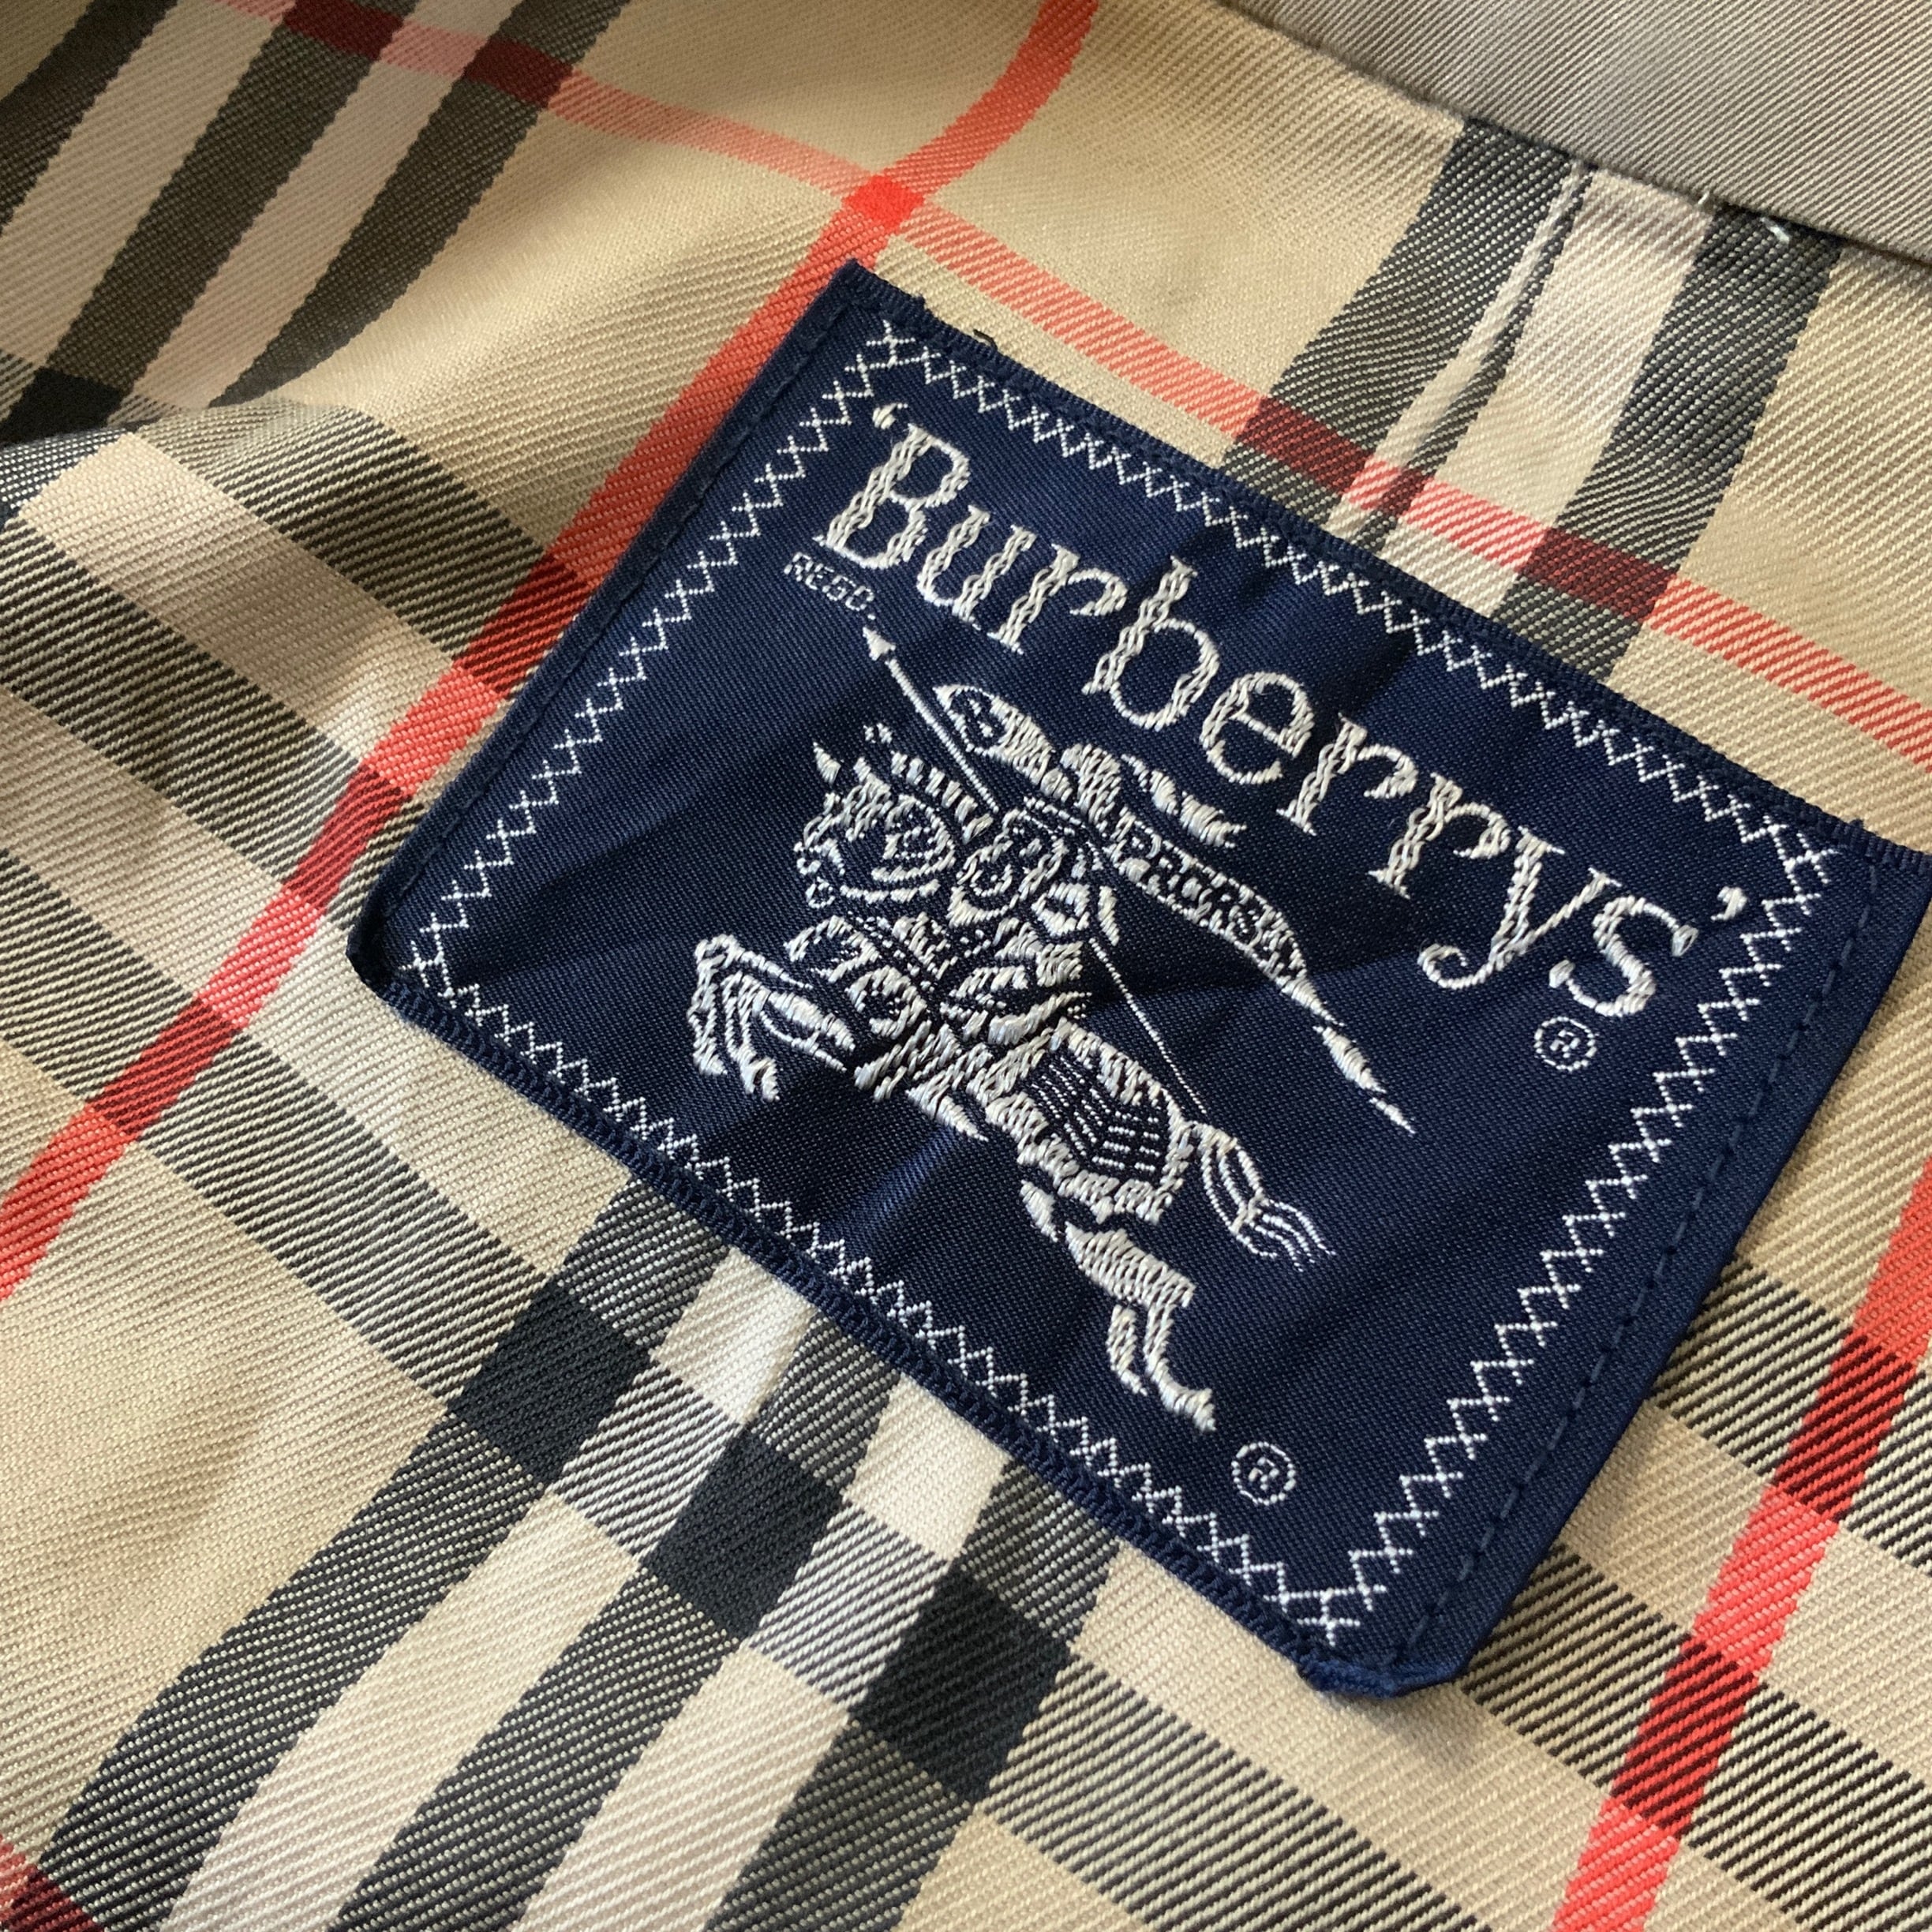 'Burberrys'
REGD.
®
PRORSUM
®